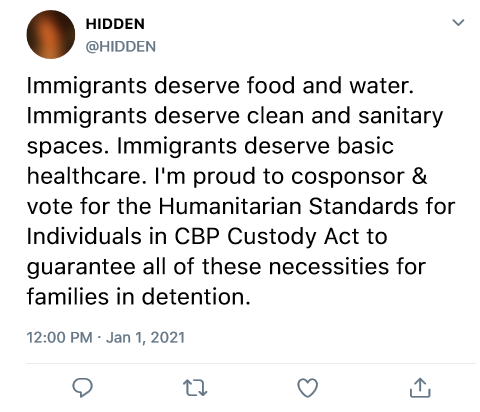 HIDDEN
@HIDDEN
Immigrants deserve food and water.
Immigrants deserve clean and sanitary
spaces. Immigrants deserve basic
healthcare. I'm proud to cosponsor &
vote for the Humanitarian Standards for
Individuals in CBP Custody Act to
guarantee all of these necessities for
families in detention.
12:00 PM · Jan 1, 2021